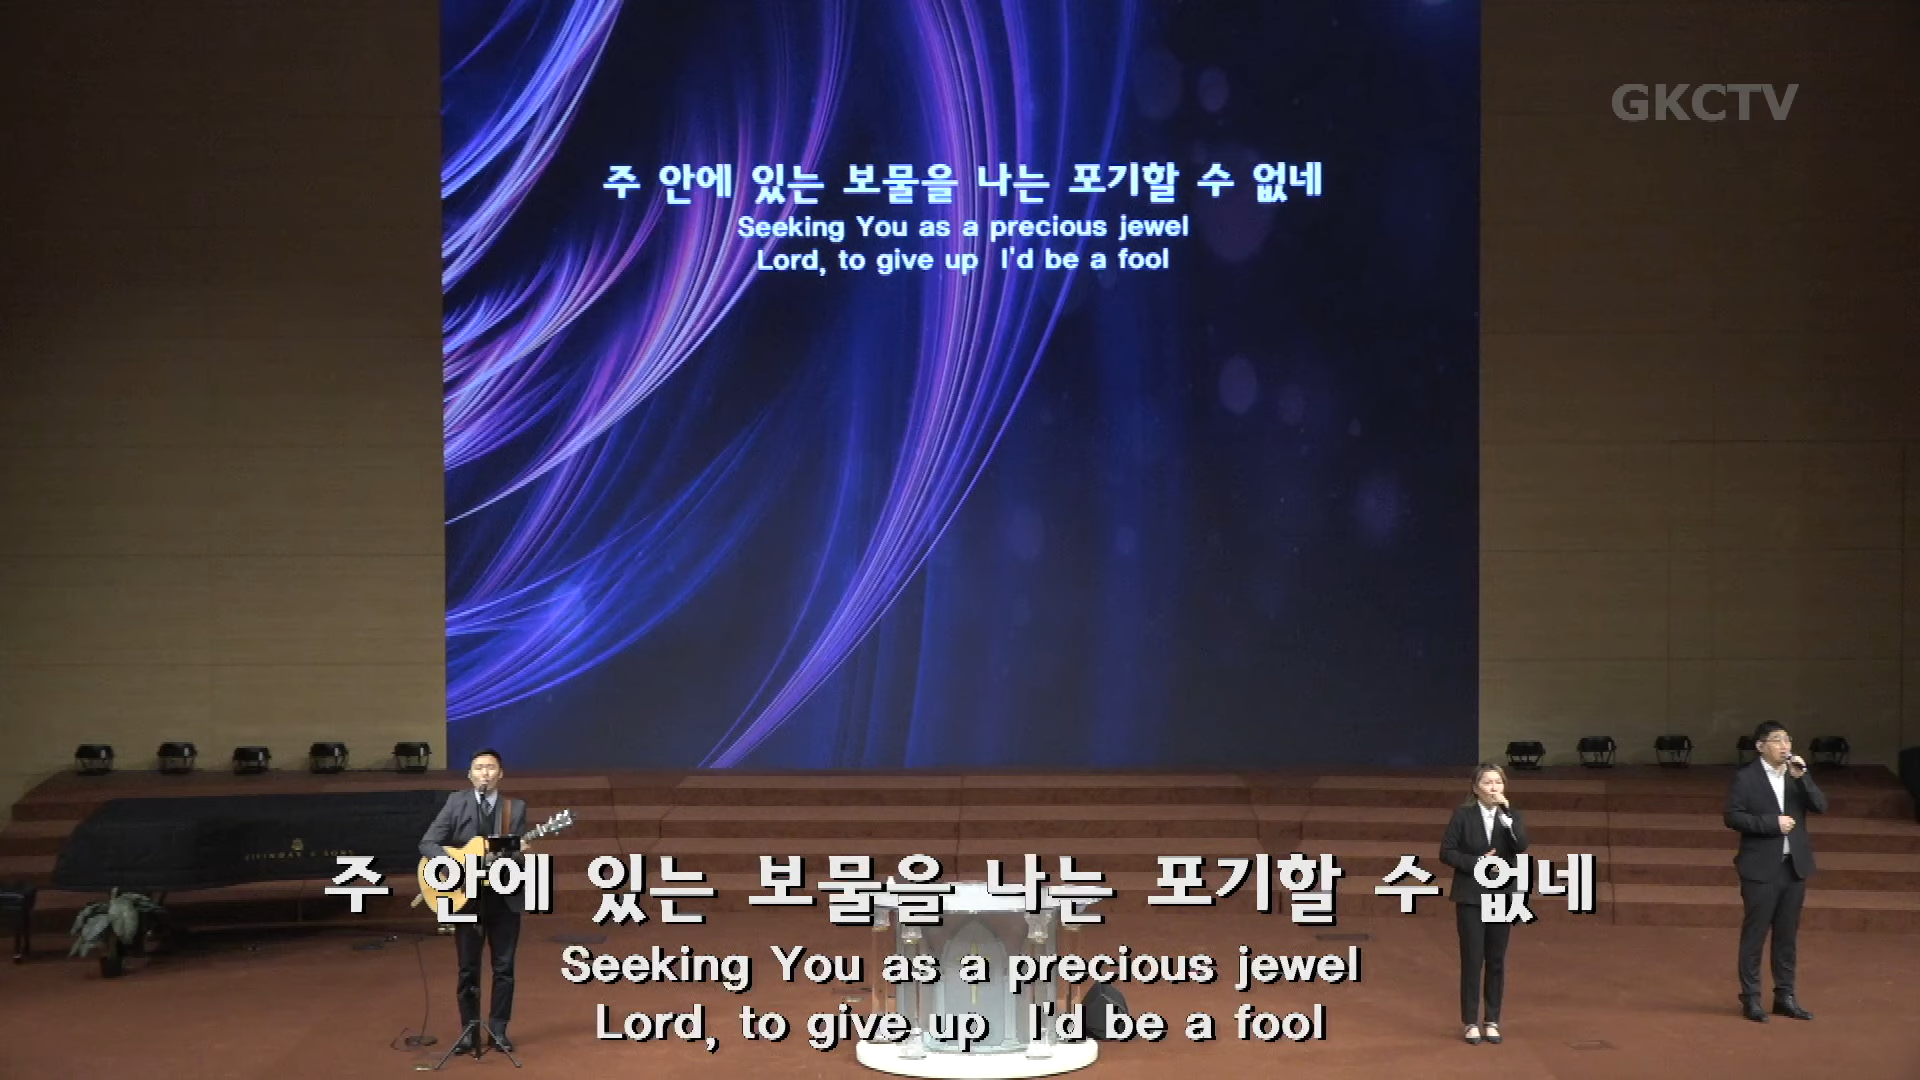 GKCTV
주 안에 있는 보물을 나는 포기할 수 없네
Seeking You as a precious jewel
Lord, to give up I'd be a fool
STEINWAY & SONS
주 안에 있는 보물을 나는 포기할 수 없네
Seeking You as a precious jewel
Lord, to give up I'd be a fool